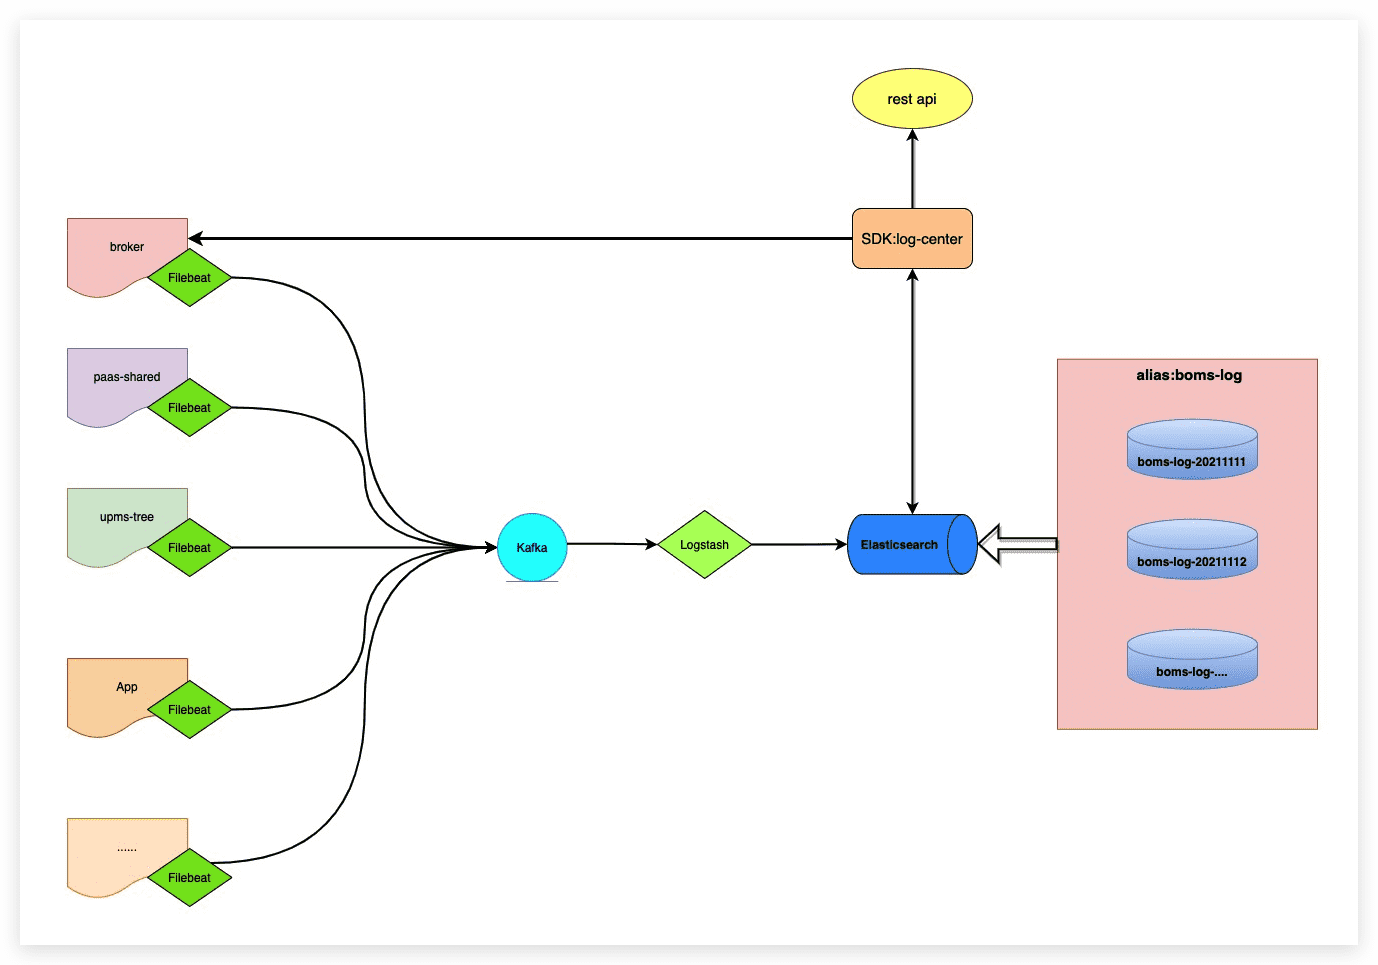 rest api
SDK:log-center
broker
Filebeat
paas-shared
Filebeat
upms-tree
Filebeat
App
Filebeat
......
Filebeat
Kafka
Logstash
Elasticsearch
alias:boms-log
boms-log-20211111
boms-log-20211112
boms-log-....